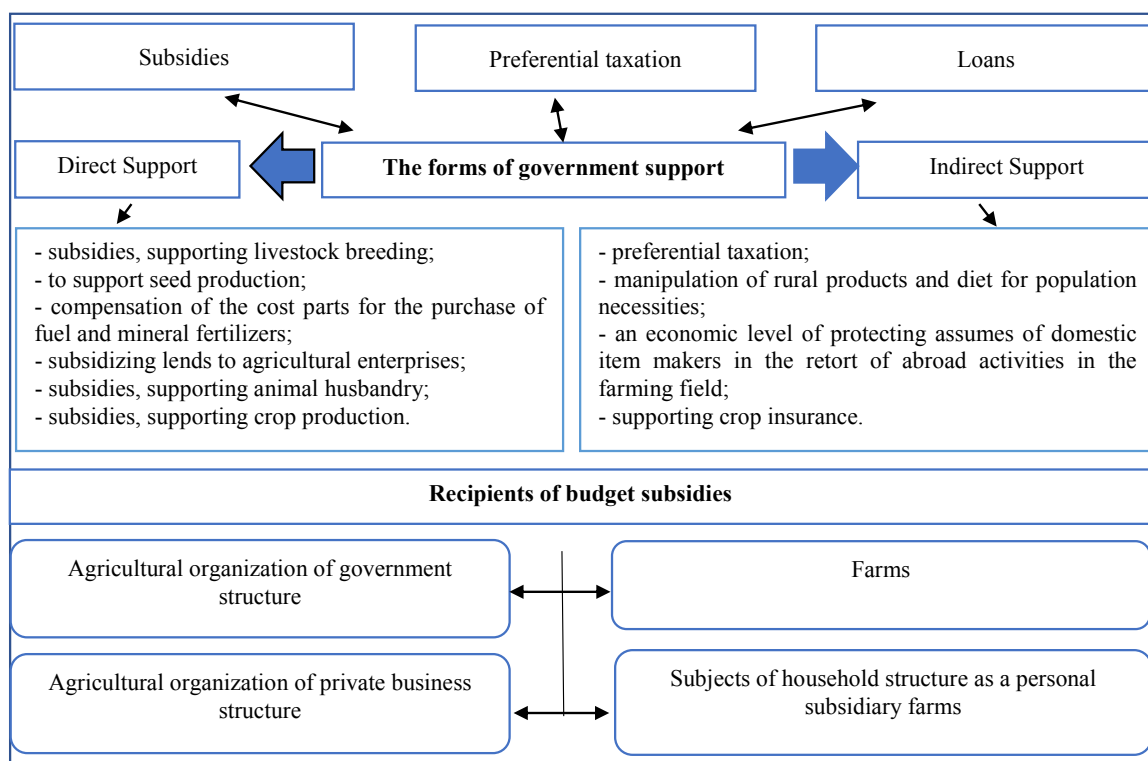 Subsidies
Preferential taxation
Loans
Direct Support
The forms of government support
Indirect Support
- subsidies, supporting livestock breeding;
- to support seed production;
- compensation of the cost parts for the purchase of
fuel and mineral fertilizers;
- subsidizing lends to agricultural enterprises;
- subsidies, supporting animal husbandry;
- subsidies, supporting crop production.
- preferential taxation;
- manipulation of rural products and diet for population
necessities;
- an economic level of protecting assumes of domestic
item makers in the retort of abroad activities in the
farming field;
- supporting crop insurance.
Recipients of budget subsidies
Agricultural organization of government
structure
Farms
Agricultural organization of private business
structure
Subjects of household structure as a personal
subsidiary farms